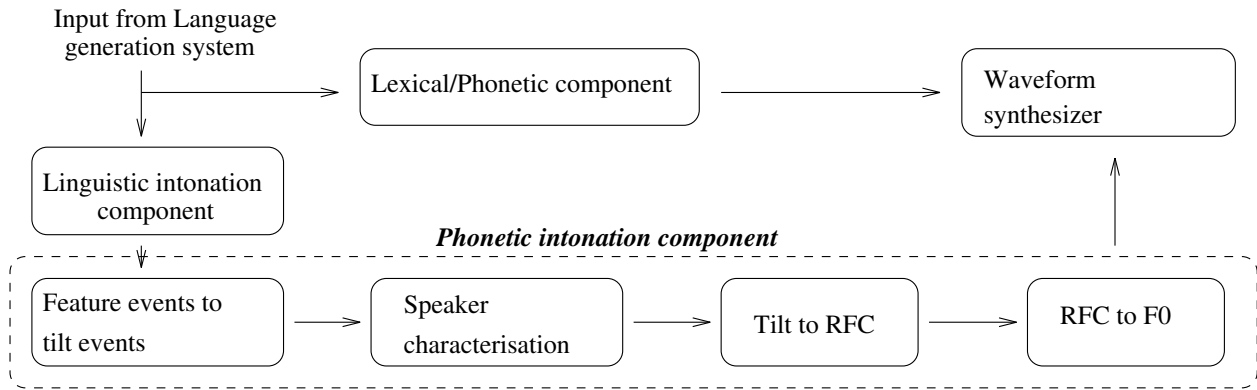 Input from Language
generation system
Lexical/Phonetic component
Waveform
synthesizer
Linguistic intonation
component
Phonetic intonation component
Feature events to
tilt events
Speaker
characterisation
Tilt to RFC
RFC to F0